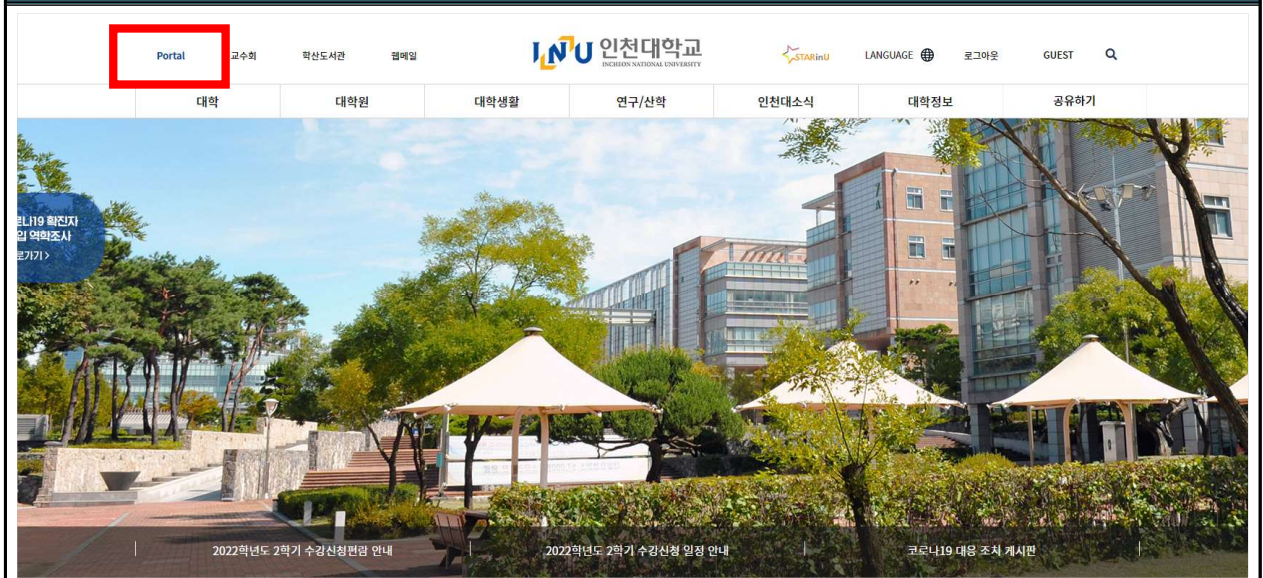 Portal
교수회
학산도서관
웹메일
INU 인천대학교
INCHEON NATIONAL UNIVERSITY
STARinU
LANGUAGE
로그아웃
GUEST
대학
대학원
대학생활
연구/산학
인천대소식
대학정보
공유하기
로나19 확진자
입 역학조사
로가기 >
2022학년도 2학기 수강신청편람 안내
2022학년도 2학기 수강신청 일정 안내
코로나19 대응 조치 게시판